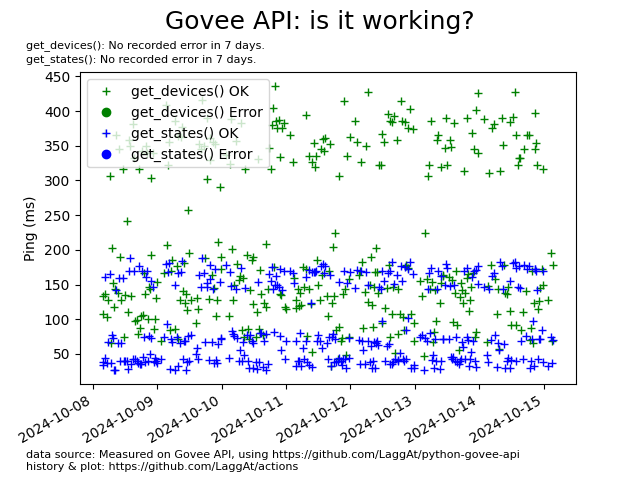 Govee API: is it working?
get_devices(): No recorded error in 7 days.
get_states(): No recorded error in 7 days.
get_devices() OK
get_devices() Error
get_states() OK
get_states() Error
Ping (ms)
450
400
350
300
250
200
150
100
50
2024-10-08
2024-10-09
2024-10-10
2024-10-11
2024-10-12
2024-10-13
2024-10-14
2024-10-15
data source: Measured on Govee API, using https://github.com/LaggAt/python-govee-api
history & plot: https://github.com/LaggAt/actions